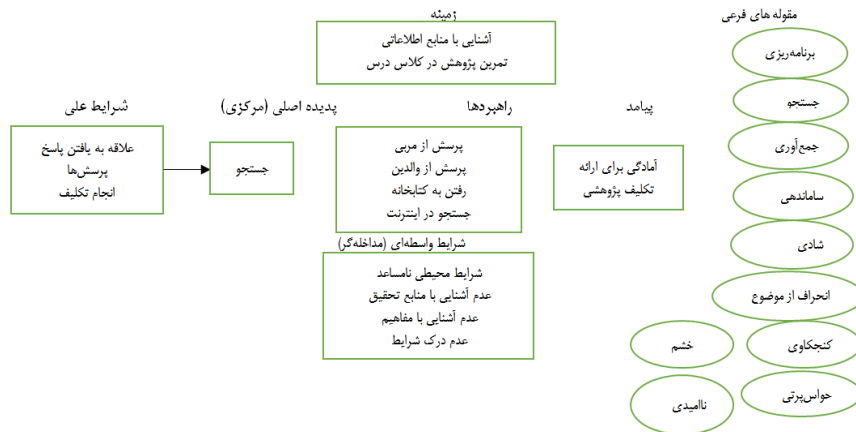 زمینه
آشنایی با منابع اطلاعاتی
تمرین پژوهش در کلاس درس
شرایط علی
علاقه به یافتن پاسخ
پرسش‌ها
انجام تکلیف
پدیده اصلی (مرکزی)
جستجو
راهبردها
پرسش از مربی
پرسش از والدین
رفتن به کتابخانه
جستجو در اینترنت
شرایط واسطه‌ای (مداخله‌گر)
شرایط محیطی نامساعد
عدم آشنایی با منابع تحقیق
عدم آشنایی با مفاهیم
عدم درک شرایط
پیامد
آمادگی برای ارائه
تکلیف پژوهشی
مقوله های فرعی
برنامه‌ریزی
جستجو
جمع‌آوری
ساماندهی
شادی
انحراف از موضوع
کنجکاوی
خشم
حواس‌پرتی
ناامیدی